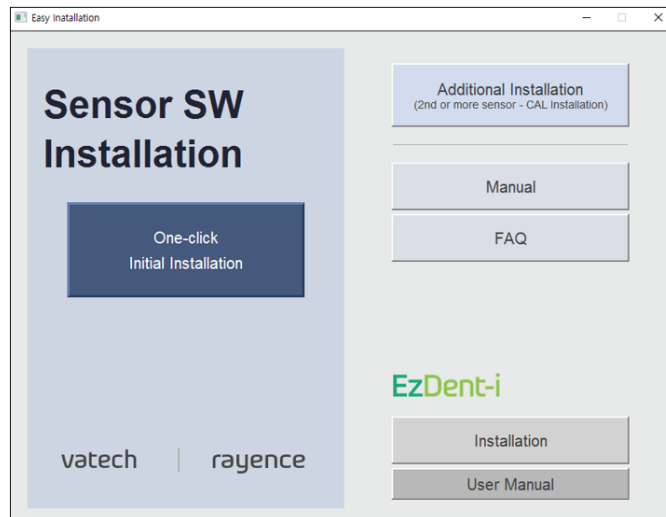 Easy Inatallation
Sensor SW
Installation
One-click
Initial Installation
vatech
rayence
Additional Installation
(2nd or more sensor - CAL Installation)
Manual
FAQ
EzDent-i
Installation
User Manual